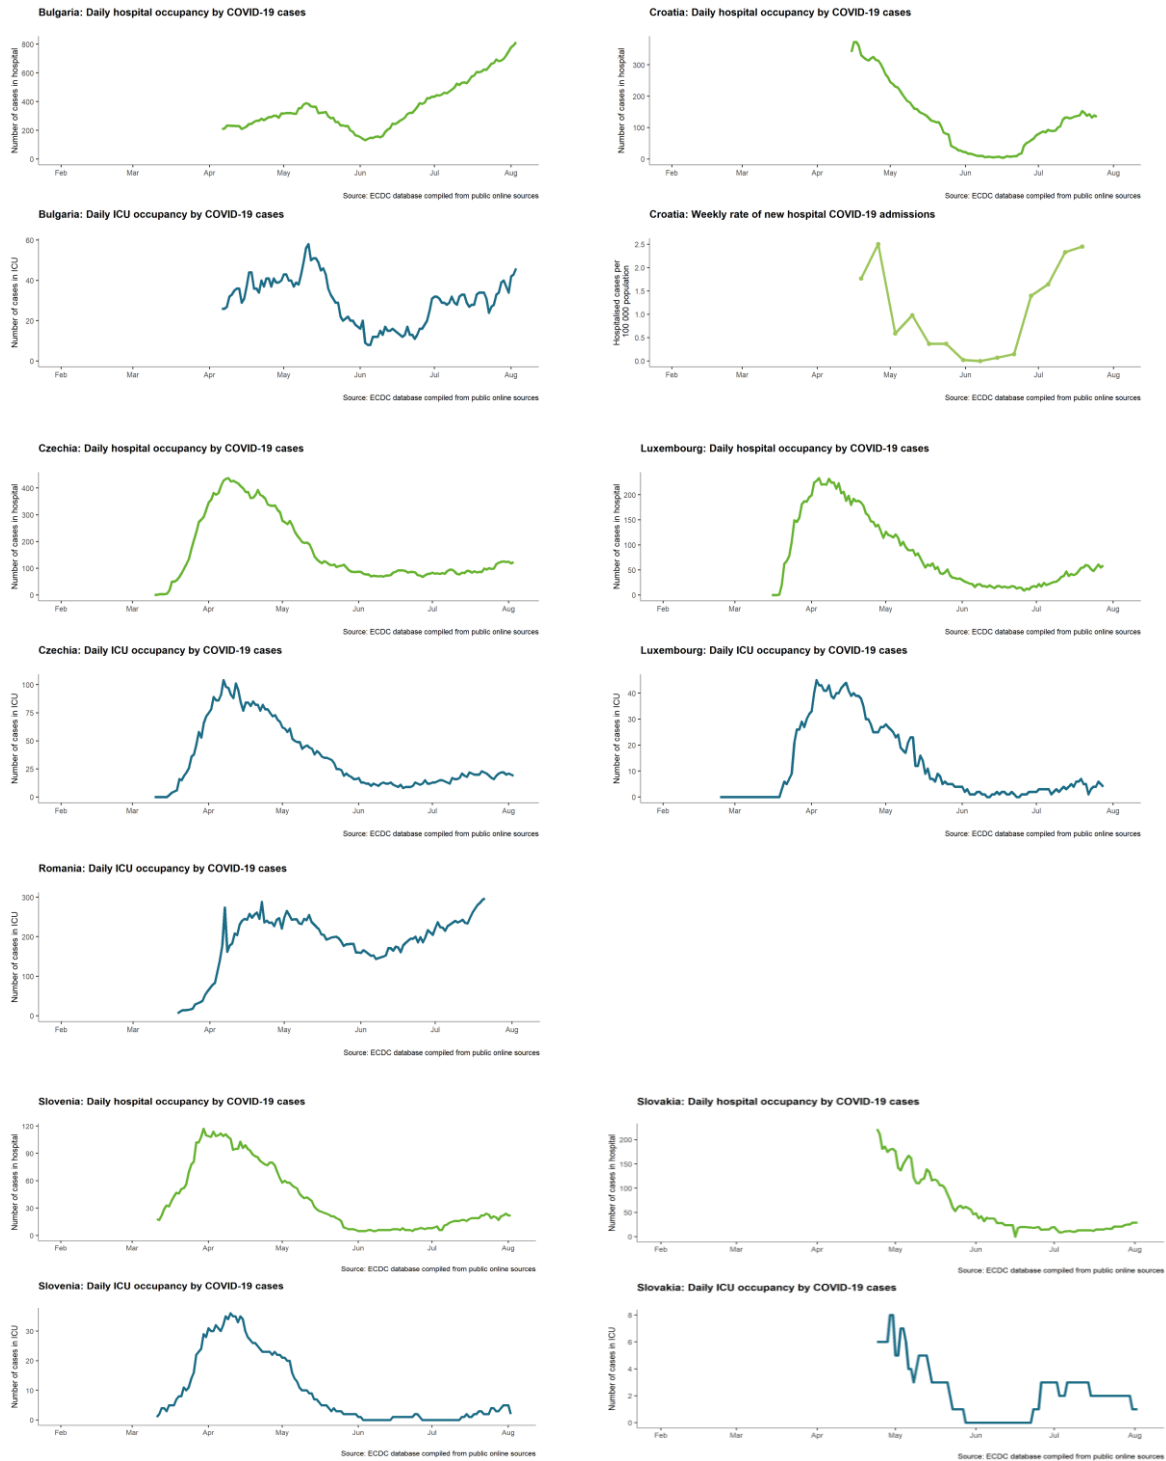 Bulgaria: Daily hospital occupancy by COVID-19 cases
Number of cases in hospital
800
600
400
200
0
Feb Mar Apr May Jun Jul Aug
Source: ECDC database compiled from public online sources
Croatia: Daily hospital occupancy by COVID-19 cases
Number of cases in hospital
300
200
100
0
Feb Mar Apr May Jun Jul Aug
Source: ECDC database compiled from public online sources
Bulgaria: Daily ICU occupancy by COVID-19 cases
Number of cases in ICU
60
40
20
0
Feb Mar Apr May Jun Jul Aug
Source: ECDC database compiled from public online sources
Croatia: Weekly rate of new hospital COVID-19 admissions
Hospitalised cases per
100 000 population
2.5
2.0
1.5
1.0
0.5
0.0
Feb Mar Apr May Jun Jul Aug
Source: ECDC database compiled from public online sources
Czechia: Daily hospital occupancy by COVID-19 cases
Number of cases in hospital
400
300
200
100
0
Feb Mar Apr May Jun Jul Aug
Source: ECDC database compiled from public online sources
Luxembourg: Daily hospital occupancy by COVID-19 cases
Number of cases in hospital
200
150
100
50
0
Feb Mar Apr May Jun Jul Aug
Source: ECDC database compiled from public online sources
Czechia: Daily ICU occupancy by COVID-19 cases
Number of cases in ICU
100
75
50
25
0
Feb Mar Apr May Jun Jul Aug
Source: ECDC database compiled from public online sources
Luxembourg: Daily ICU occupancy by COVID-19 cases
Number of cases in ICU
40
30
20
10
0
Feb Mar Apr May Jun Jul Aug
Source: ECDC database compiled from public online sources
Romania: Daily ICU occupancy by COVID-19 cases
Number of cases in ICU
300
200
100
0
Feb Mar Apr May Jun Jul Aug
Source: ECDC database compiled from public online sources
Slovenia: Daily hospital occupancy by COVID-19 cases
Number of cases in hospital
120
90
60
30
0
Feb Mar Apr May Jun Jul Aug
Source: ECDC database compiled from public online sources
Slovakia: Daily hospital occupancy by COVID-19 cases
Number of cases in hospital
200
150
100
50
0
Feb Mar Apr May Jun Jul Aug
Source: ECDC database compiled from public online sources
Slovenia: Daily ICU occupancy by COVID-19 cases
Number of cases in ICU
30
20
10
0
Feb Mar Apr May Jun Jul Aug
Source: ECDC database compiled from public online sources
Slovakia: Daily ICU occupancy by COVID-19 cases
Number of cases in ICU
8
6
4
2
0
Feb Mar Apr May Jun Jul Aug
Source: ECDC database compiled from public online sources